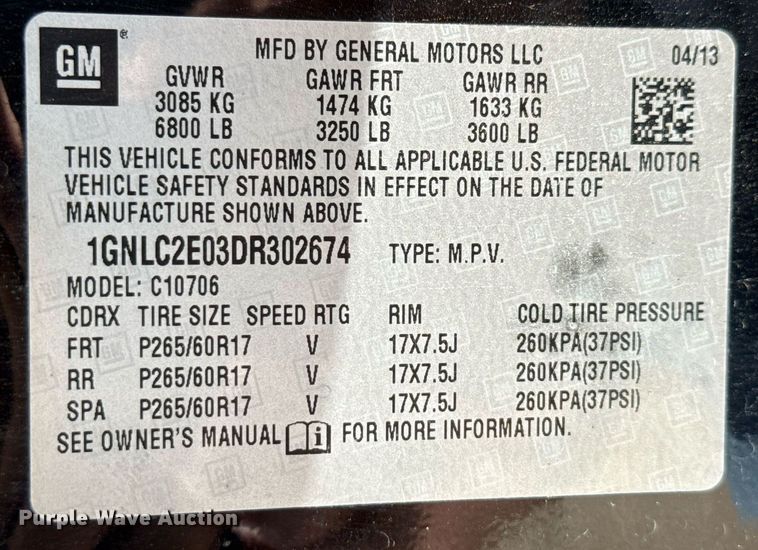 GM®
MFD BY GENERAL MOTORS LLC 04/13
GVWR GAWR FRT GAWR RR
3085 KG 1474 KG 1633 KG
6800 LB 3250 LB 3600 LB
THIS VEHICLE CONFORMS TO ALL APPLICABLE U.S. FEDERAL MOTOR
VEHICLE SAFETY STANDARDS IN EFFECT ON THE DATE OF
MANUFACTURE SHOWN ABOVE.
1GNLC2E03DR302674 TYPE: M.P.V.
MODEL: C10706
CDRX TIRE SIZE SPEED RTG RIM COLD TIRE PRESSURE
FRT P265/60R17 V 17X7.5J 260KPA(37PSI)
RR P265/60R17 V 17X7.5J 260KPA(37PSI)
SPA P265/60R17 V 17X7.5J 260KPA(37PSI)
SEE OWNER'S MANUAL i FOR MORE INFORMATION.
Purple Wave Auction